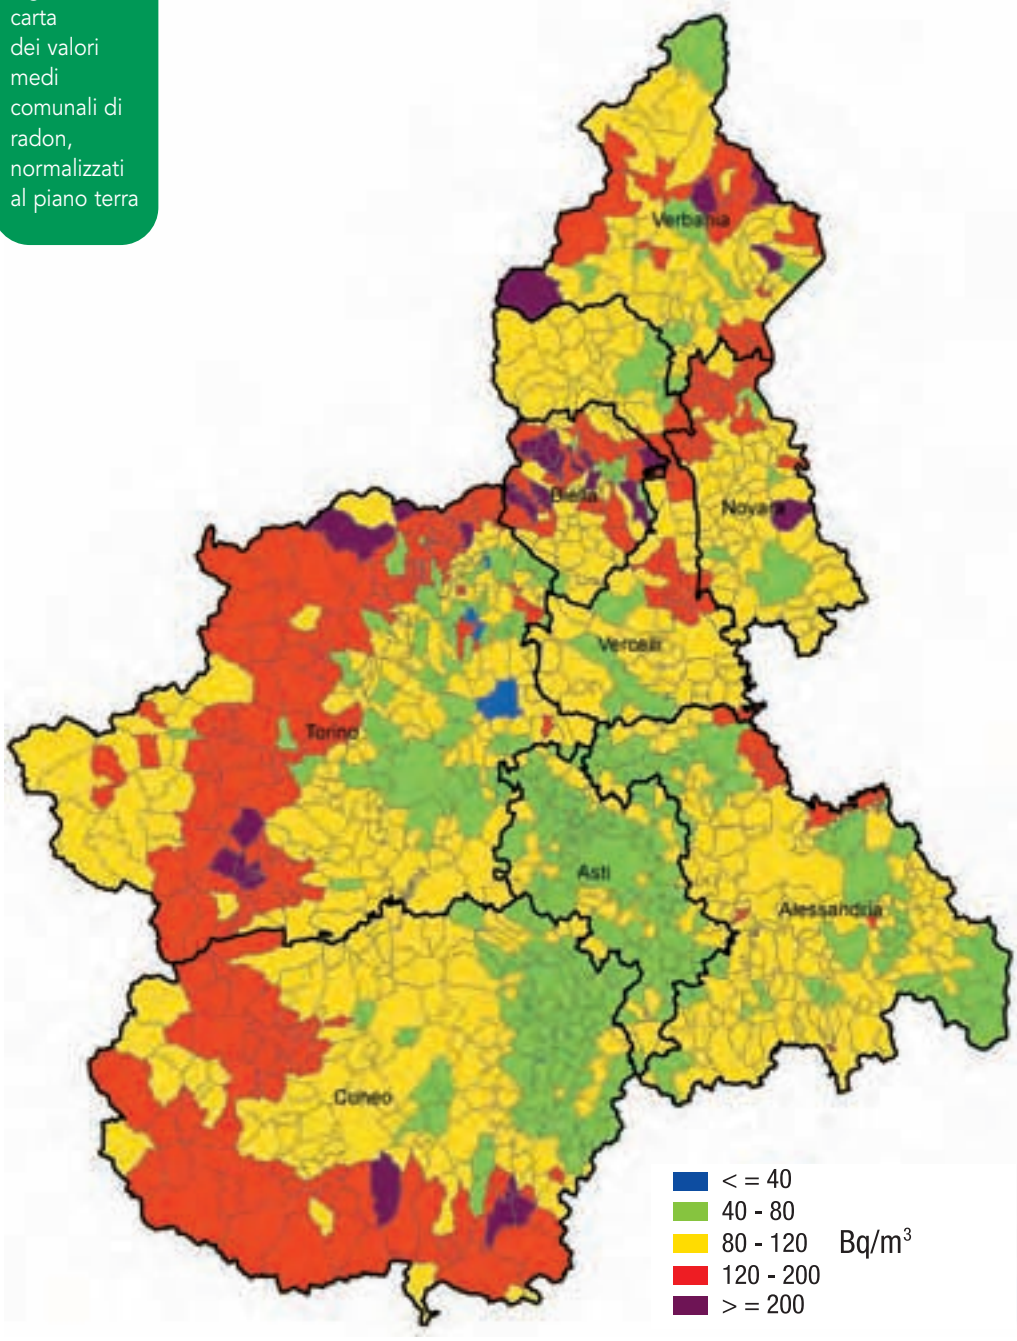 carta
dei valori
medi
comunali di
radon,
normalizzati
al piano terra
Verbania
Biella
Novara
Vercelli
Torino
Asti
Alessandria
Cuneo
< = 40
40 - 80
80 - 120
Bq/m³
120 - 200
> = 200